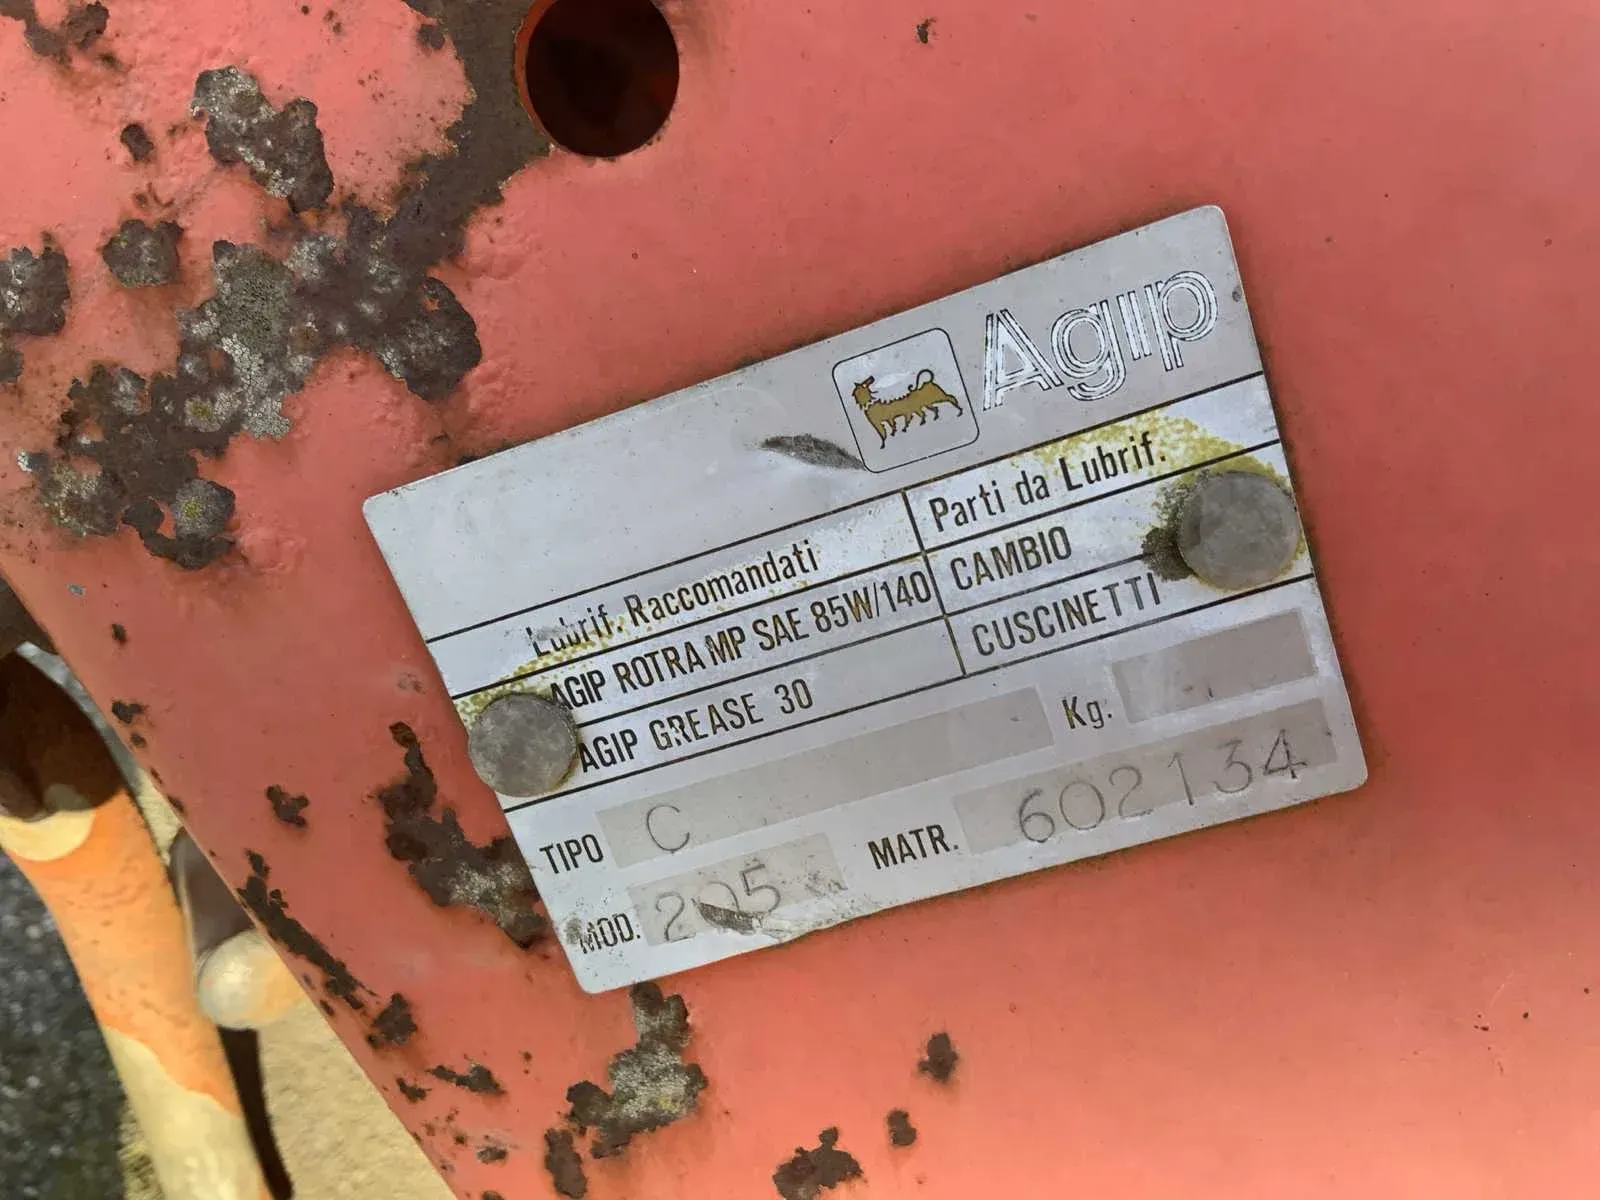 Agip
Lubrif. Raccomandati Parti da Lubrif.
AGIP ROTRA MP SAE 85W/140 CAMBIO
AGIP GREASE 30 CUSCINETTI
TIPO C Kg.
MOD. 205 MATR. 602134